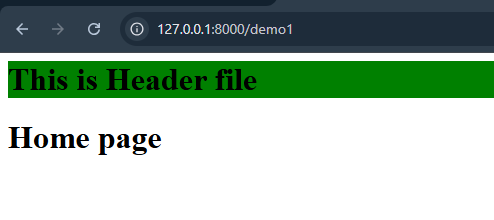 127.0.0.1:8000/demo1
This is Header file
Home page